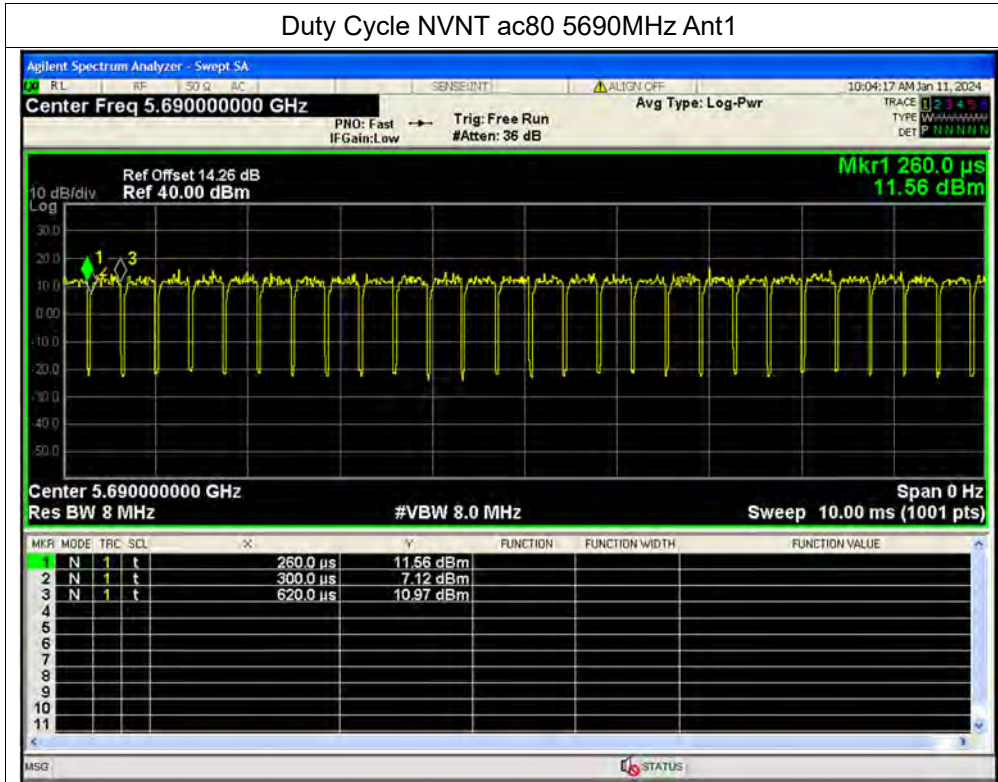 Duty Cycle NVNT ac80 5690MHz Ant1
Agilent Spectrum Analyzer - Swept SA
RL RF 50 Ω AC SENSE:INT ALIGN OFF 10:04:17 AM Jan 11, 2024
Center Freq 5.690000000 GHz Avg Type: Log-Pwr TRACE 1 2 3 4 5 6
PNO: Fast Trig: Free Run TYPE W
IFGain:Low #Atten: 36 dB DET P N N N N N
Mkr1 260.0 µs
Ref Offset 14.26 dB
10 dB/div Ref 40.00 dBm 11.56 dBm
Log
30.0
20.0
1 3
10.0
0.00
-10.0
-20.0
-30.0
-40.0
-50.0
Center 5.690000000 GHz Span 0 Hz
Res BW 8 MHz #VBW 8.0 MHz Sweep 10.00 ms (1001 pts)
MKR MODE TRC SCL X Y FUNCTION FUNCTION WIDTH FUNCTION VALUE
1 N 1 t 260.0 µs 11.56 dBm
2 N 1 t 300.0 µs 7.12 dBm
3 N 1 t 620.0 µs 10.97 dBm
4
5
6
7
8
9
10
11
MSG STATUS